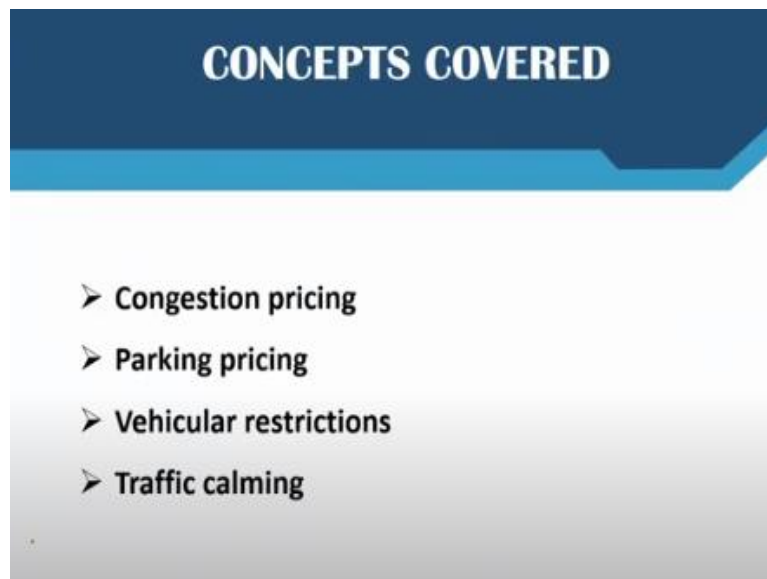 CONCEPTS COVERED
➢ Congestion pricing
➢ Parking pricing
➢ Vehicular restrictions
➢ Traffic calming